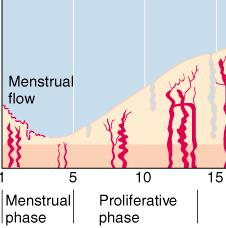 Menstrual
flow
1 5 10 15
Menstrual Proliferative
phase phase